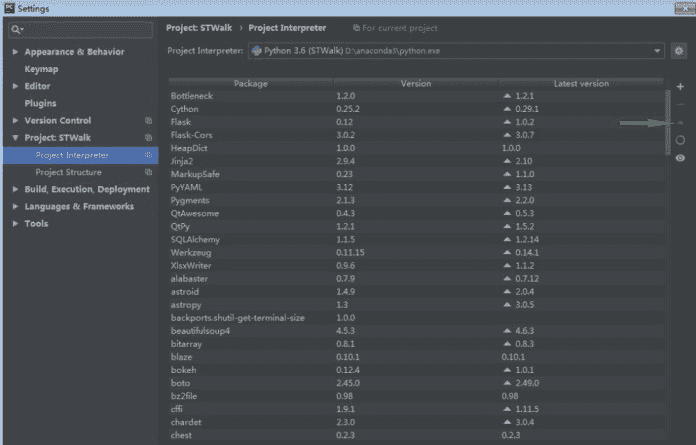 PC Settings
Project: STWalk › Project Interpreter For current project
Appearance & Behavior
Keymap
Editor
Plugins
Version Control
Project: STWalk
Project Interpreter
Project Structure
Build, Execution, Deployment
Languages & Frameworks
Tools
Project Interpreter: Python 3.6 (STWalk) D:\anaconda3\python.exe
Package Version Latest version
Bottleneck 1.2.0 1.2.1
Cython 0.25.2 0.29.1
Flask 0.12 1.0.2
Flask-Cors 3.0.2 3.0.7
HeapDict 1.0.0 1.0.0
Jinja2 2.9.4 2.10
MarkupSafe 0.23 1.1.0
PyYAML 3.12 3.13
Pygments 2.1.3 2.2.0
QtAwesome 0.4.3 0.5.3
QtPy 1.2.1 1.5.2
SQLAlchemy 1.1.5 1.2.14
Werkzeug 0.11.15 0.14.1
XlsxWriter 0.9.6 1.1.2
alabaster 0.7.9 0.7.12
astroid 1.4.9 2.0.4
astropy 1.3 3.0.5
backports.shutil-get-terminal-size 1.0.0
beautifulsoup4 4.5.3 4.6.3
bitarray 0.8.1 0.8.3
blaze 0.10.1 0.10.1
bokeh 0.12.4 1.0.1
boto 2.45.0 2.49.0
bz2file 0.98 0.98
cffi 1.9.1 1.11.5
chardet 2.3.0 3.0.4
chest 0.2.3 0.2.3